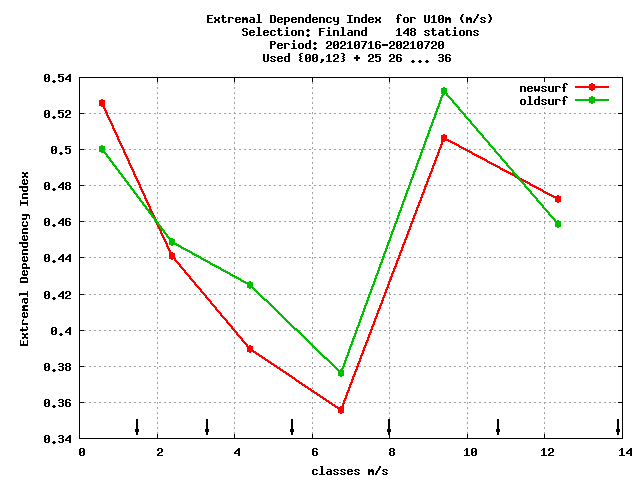 Extremal Dependency Index  for U10m (m/s)
Selection: Finland    148 stations
Period: 20210716-20210720
Used {00,12} + 25 26 ... 36
newsurf
oldsurf
Extremal Dependency Index
0.54
0.52
0.5
0.48
0.46
0.44
0.42
0.4
0.38
0.36
0.34
0 2 4 6 8 10 12 14
classes m/s